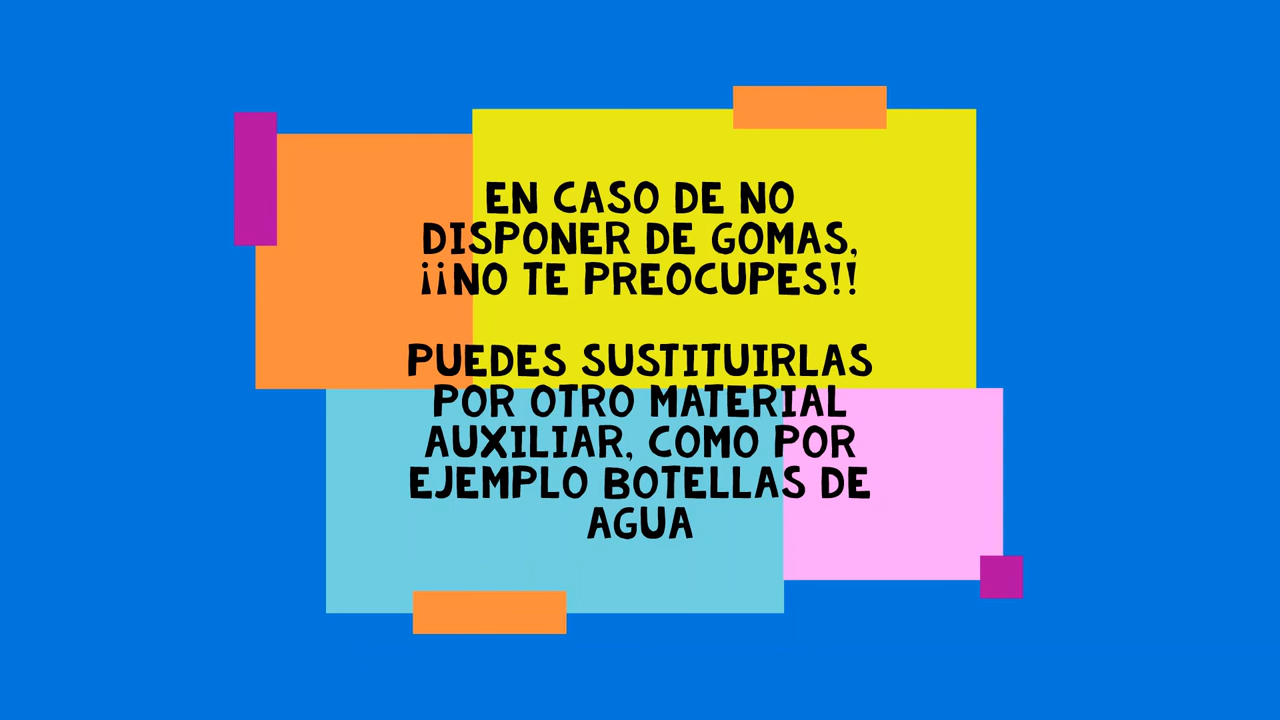 EN CASO DE NO
DISPONER DE GOMAS,
¡¡NO TE PREOCUPES!!
PUEDES SUSTITUIRLAS
POR OTRO MATERIAL
AUXILIAR, COMO POR
EJEMPLO BOTELLAS DE
AGUA